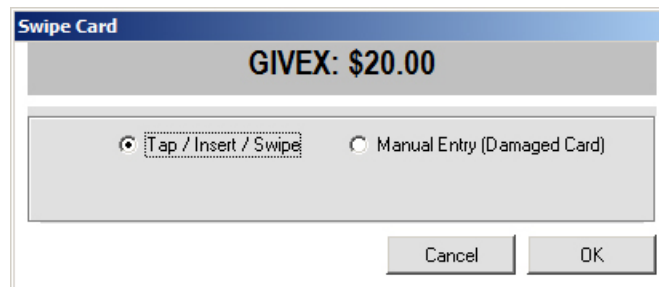 Swipe Card
GIVEX: $20.00
Tap / Insert / Swipe Manual Entry (Damaged Card)
Cancel OK